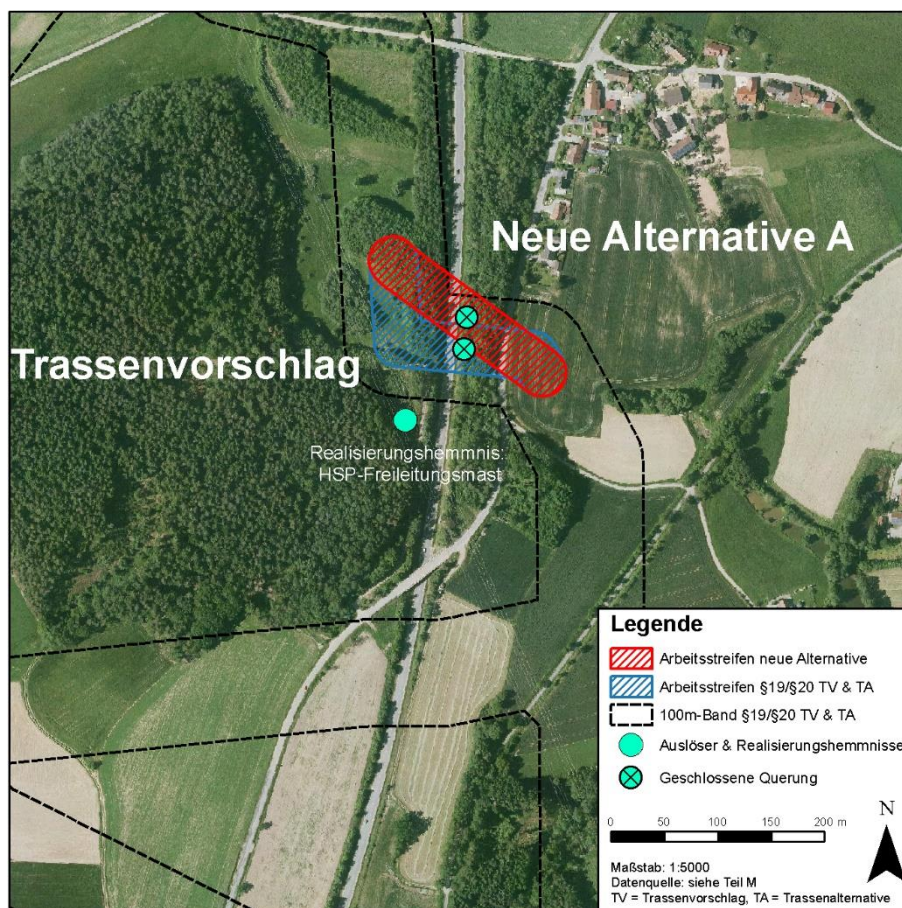 Neue Alternative A
Trassenvorschlag
Realisierungshemmnis:
HSP-Freileitungsmast
Legende
Arbeitsstreifen neue Alternative
Arbeitsstreifen §19/§20 TV & TA
100m-Band §19/§20 TV & TA
Auslöser & Realisierungshemmnisse
Geschlossene Querung
0 50 100 150 200 m
N
Maßstab: 1:5000
Datenquelle: siehe Teil M
TV = Trassenvorschlag, TA = Trassenalternative